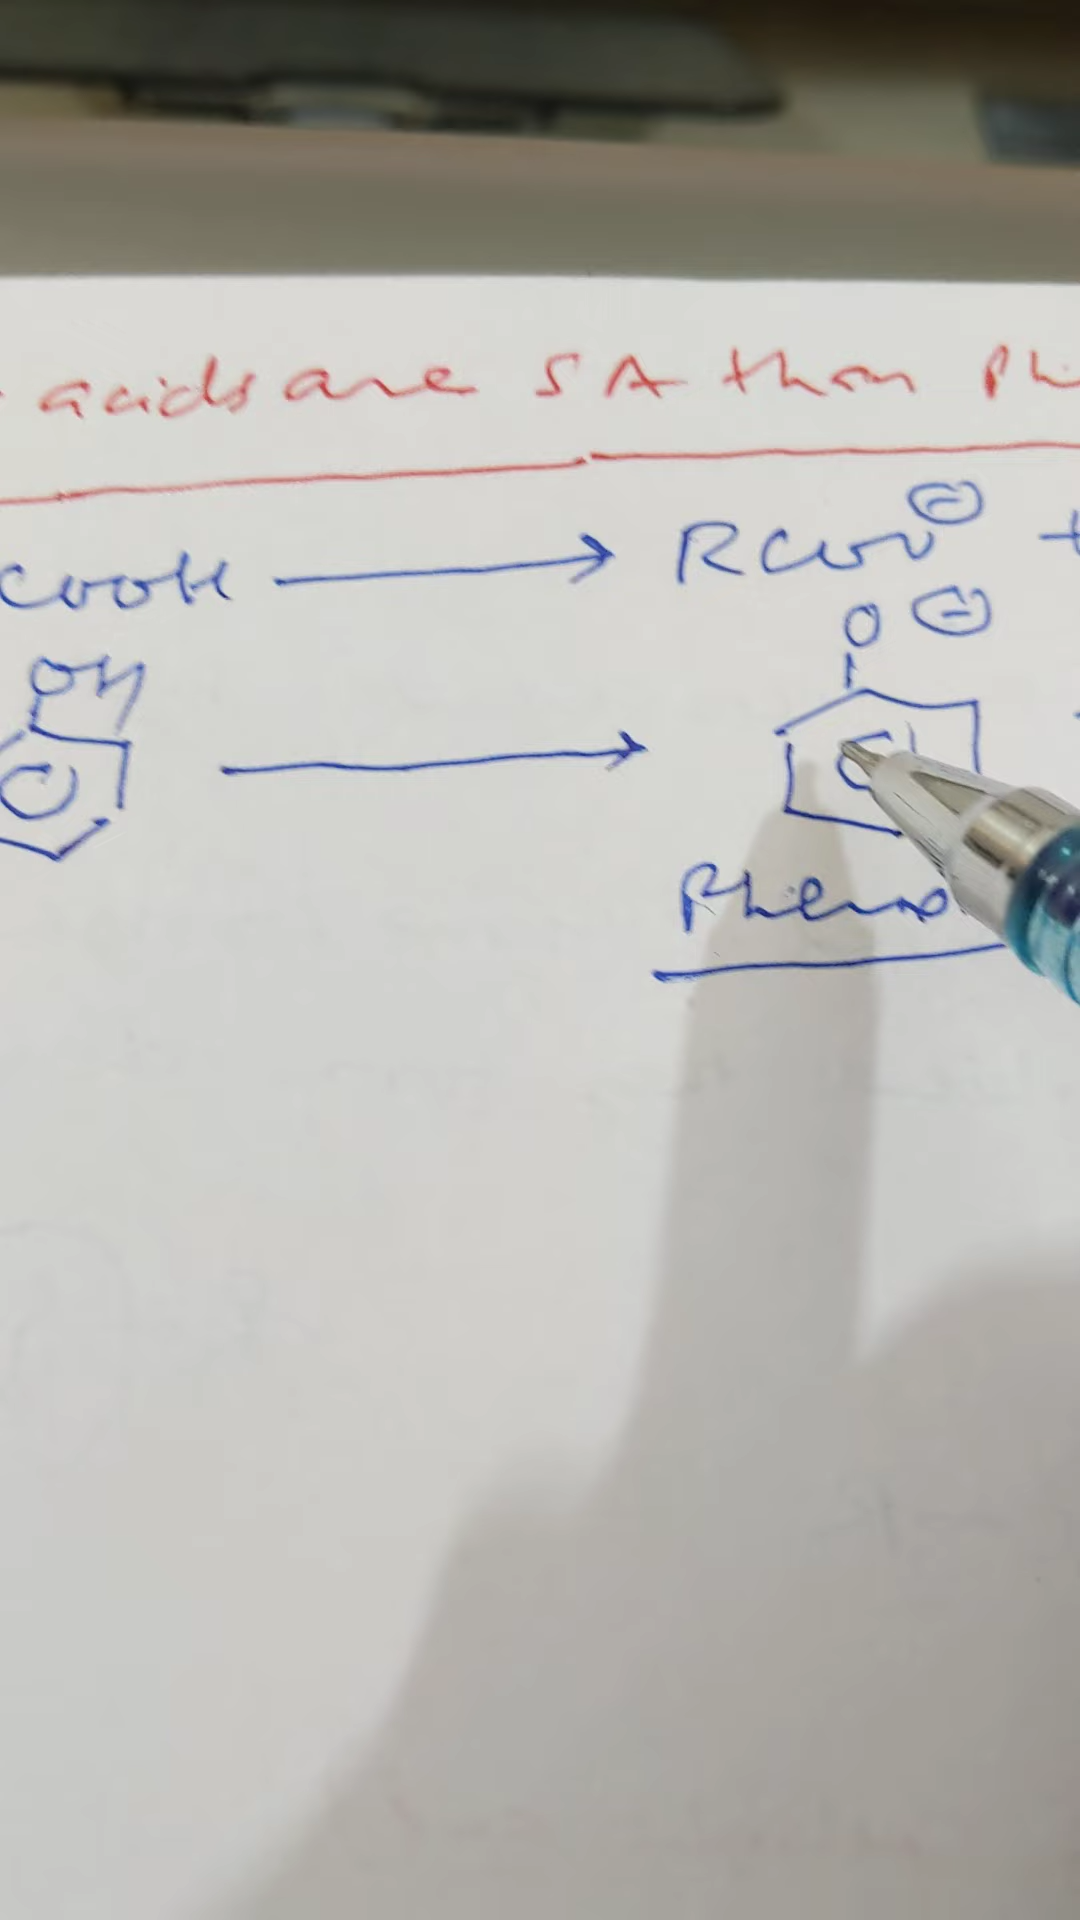 acids are SA than Ph
COOH ⟶ RCOO⊖ +
O ⊖
OH ⟶
Pheno